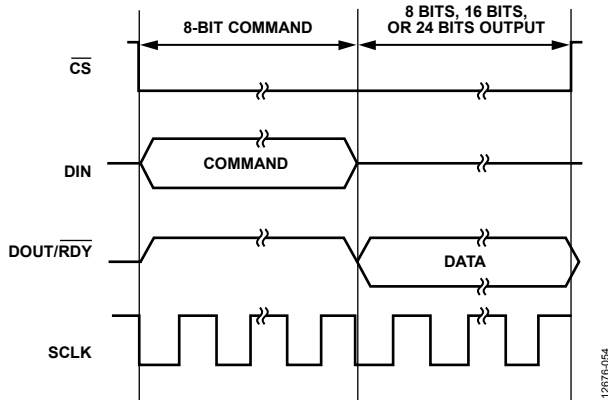 8-BIT COMMAND
8 BITS, 16 BITS,
OR 24 BITS OUTPUT
CS
DIN
COMMAND
DOUT/RDY
DATA
SCLK
12676-054